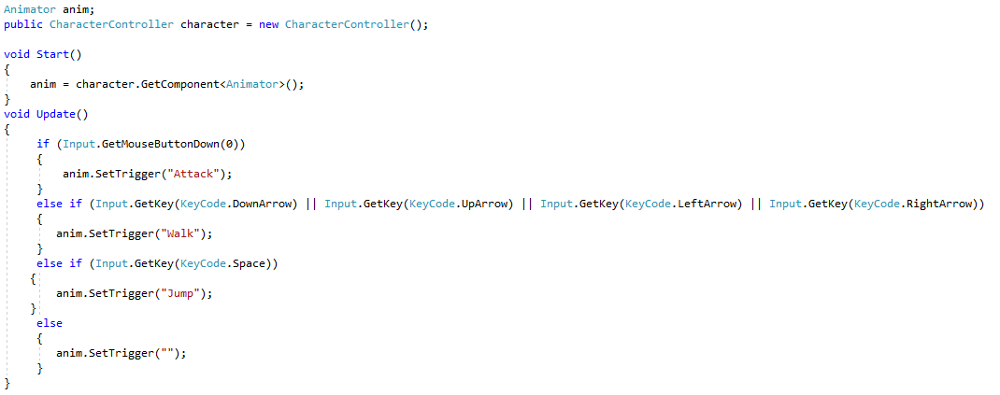 Animator anim;
public CharacterController character = new CharacterController();
void Start()
{
anim = character.GetComponent<Animator>();
}
void Update()
{
if (Input.GetMouseButtonDown(0))
{
anim.SetTrigger("Attack");
}
else if (Input.GetKey(KeyCode.DownArrow) || Input.GetKey(KeyCode.UpArrow) || Input.GetKey(KeyCode.LeftArrow) || Input.GetKey(KeyCode.RightArrow))
{
anim.SetTrigger("Walk");
}
else if (Input.GetKey(KeyCode.Space))
{
anim.SetTrigger("Jump");
}
else
{
anim.SetTrigger("");
}
}